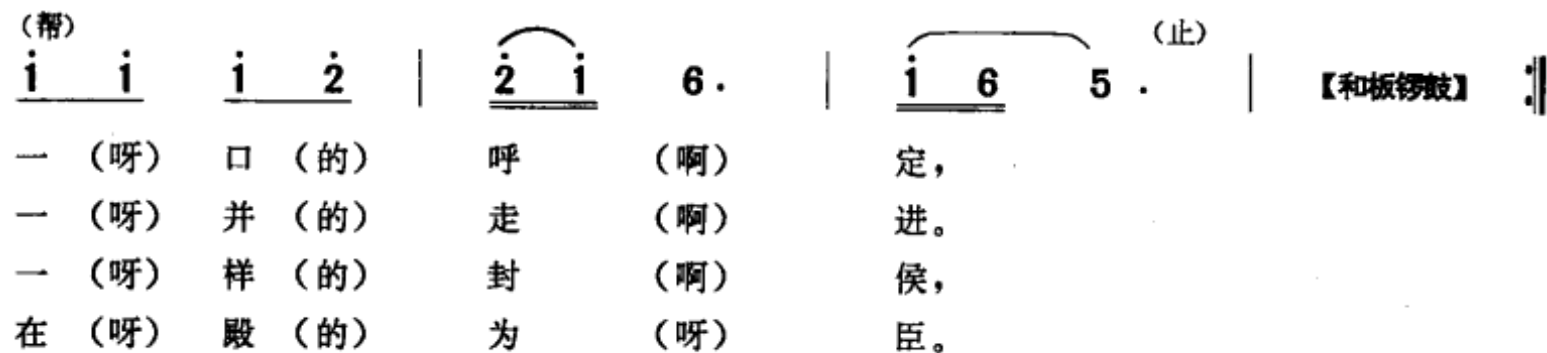 （帮） （止）
1̇ 1̇ 1̇ 2̇ | 2̇ 1̇ 6· | 1̇ 6 5· | 【和板锣鼓】 :‖
一（呀）口（的）呼（啊）定，
一（呀）并（的）走（啊）进。
一（呀）样（的）封（啊）侯，
在（呀）殿（的）为（呀）臣。